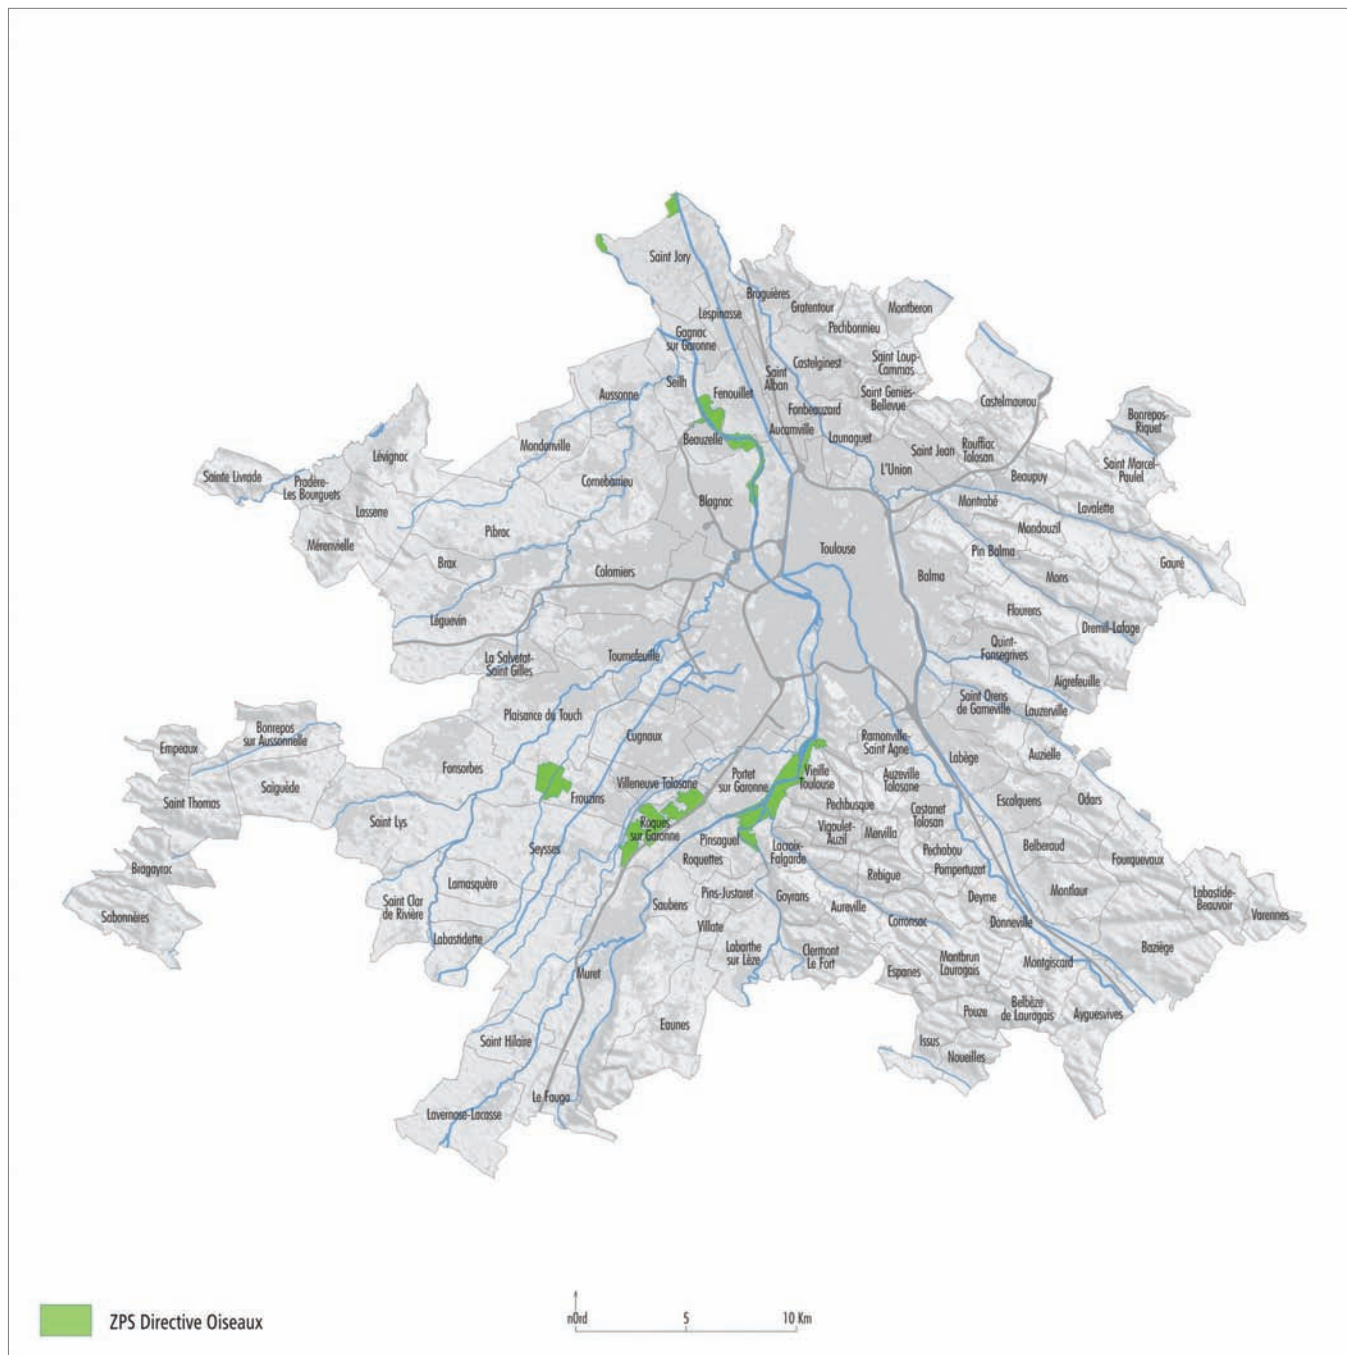 Saint Jory
Bruguières
Lespinasse
Gratentour
Montberon
Pechbonnieu
Gagnac
sur Garonne
Saint Loup-
Cammas
Castelginest
Saint
Alban
Seilh
Fenouillet
Aussonne
Saint Geniès-
Bellevue
Castelmaurou
Fonbeauzard
Aucamville
Launaguet
Bonrepos-
Riquet
Beauzelle
Mondonville
Saint Jean
Rouffiac
Tolosan
Lévignac
Saint Marcel-
Paulel
L'Union
Beaupuy
Sainte Livrade
Pradère-
Les Bourguets
Cornebarrieu
Blagnac
Montrabé
Lavalette
Lasserre
Mondouzil
Pibrac
Mérenvielle
Toulouse
Pin Balma
Gauré
Brax
Colomiers
Balma
Mons
Flourens
Léguevin
Dremil-Lafage
Quint-
Fonsegrives
La Salvetat-
Saint Gilles
Tournefeuille
Aigrefeuille
Saint Orens
de Gameville
Lauzerville
Plaisance du Touch
Bonrepos
sur Aussonnelle
Empeaux
Cugnaux
Ramonville-
Saint Agne
Labège
Auzielle
Fonsorbes
Villeneuve Tolosane
Portet
sur Garonne
Vieille
Toulouse
Auzeville
Tolosane
Saiguède
Saint Thomas
Frouzins
Pechbusque
Escalquens
Odars
Castanet
Tolosan
Saint Lys
Roques
sur Garonne
Vigoulet-
Auzil
Mervilla
Seysses
Pinsaguel
Lacroix-
Falgarde
Pechabou
Belberaud
Fourquevaux
Roquettes
Bragayrac
Rebigue
Pompertuzat
Lamasquère
Montlaur
Labastide-
Beauvoir
Varennes
Saint Clar
de Rivière
Saubens
Pins-Justaret
Goyrans
Aureville
Deyme
Sabonnères
Corronsac
Donneville
Villate
Labastidette
Labarthe
sur Lèze
Clermont
Le Fort
Baziège
Montbrun
Lauragais
Montgiscard
Muret
Espanes
Belbèze
de Lauragais
Pouze
Ayguesvives
Eaunes
Saint Hilaire
Issus
Noueilles
Le Fauga
Lavernose-Lacasse
ZPS Directive Oiseaux
nOrd 5 10 Km